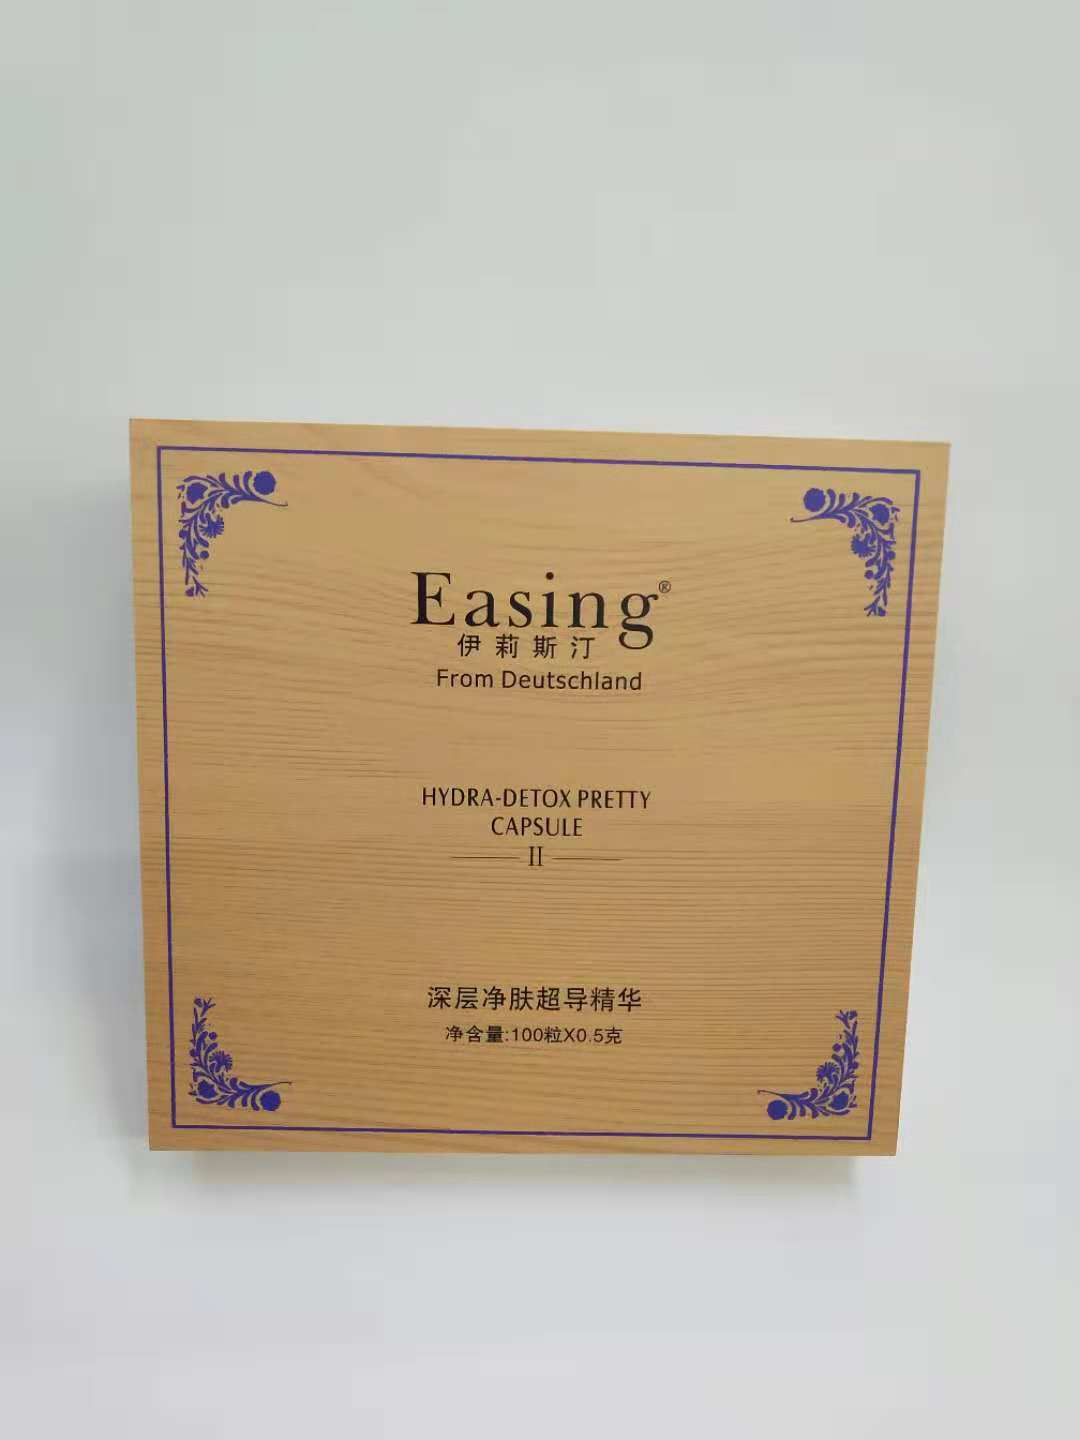 Easing®
伊莉斯汀
From Deutschland
HYDRA-DETOX PRETTY
CAPSULE
II
深层净肤超导精华
净含量:100粒X0.5克